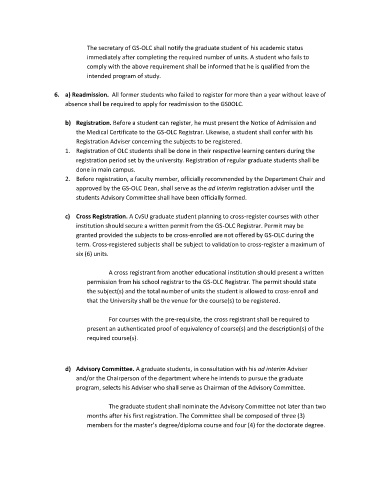 The secretary of GS-OLC shall notify the graduate student of his academic status
immediately after completing the required number of units. A student who fails to
comply with the above requirement shall be informed that he is qualified from the
intended program of study.
6. a) Readmission. All former students who failed to register for more than a year without leave of
absence shall be required to apply for readmission to the GS0OLC.
b) Registration. Before a student can register, he must present the Notice of Admission and
the Medical Certificate to the GS-OLC Registrar. Likewise, a student shall confer with his
Registration Adviser concerning the subjects to be registered.
1. Registration of OLC students shall be done in their respective learning centers during the
registration period set by the university. Registration of regular graduate students shall be
done in main campus.
2. Before registration, a faculty member, officially recommended by the Department Chair and
approved by the GS-OLC Dean, shall serve as the ad interim registration adviser until the
students Advisory Committee shall have been officially formed.
c) Cross Registration. A CvSU graduate student planning to cross-register courses with other
institution should secure a written permit from the GS-OLC Registrar. Permit may be
granted provided the subjects to be cross-enrolled are not offered by GS-OLC during the
term. Cross-registered subjects shall be subject to validation to cross-register a maximum of
six (6) units.
A cross registrant from another educational institution should present a written
permission from his school registrar to the GS-OLC Registrar. The permit should state
the subject(s) and the total number of units the student is allowed to cross-enroll and
that the University shall be the venue for the course(s) to be registered.
For courses with the pre-requisite, the cross registrant shall be required to
present an authenticated proof of equivalency of course(s) and the description(s) of the
required course(s).
d) Advisory Committee. A graduate students, in consultation with his ad interim Adviser
and/or the Chairperson of the department where he intends to pursue the graduate
program, selects his Adviser who shall serve as Chairman of the Advisory Committee.
The graduate student shall nominate the Advisory Committee not later than two
months after his first registration. The Committee shall be composed of three (3)
members for the master's degree/diploma course and four (4) for the doctorate degree.